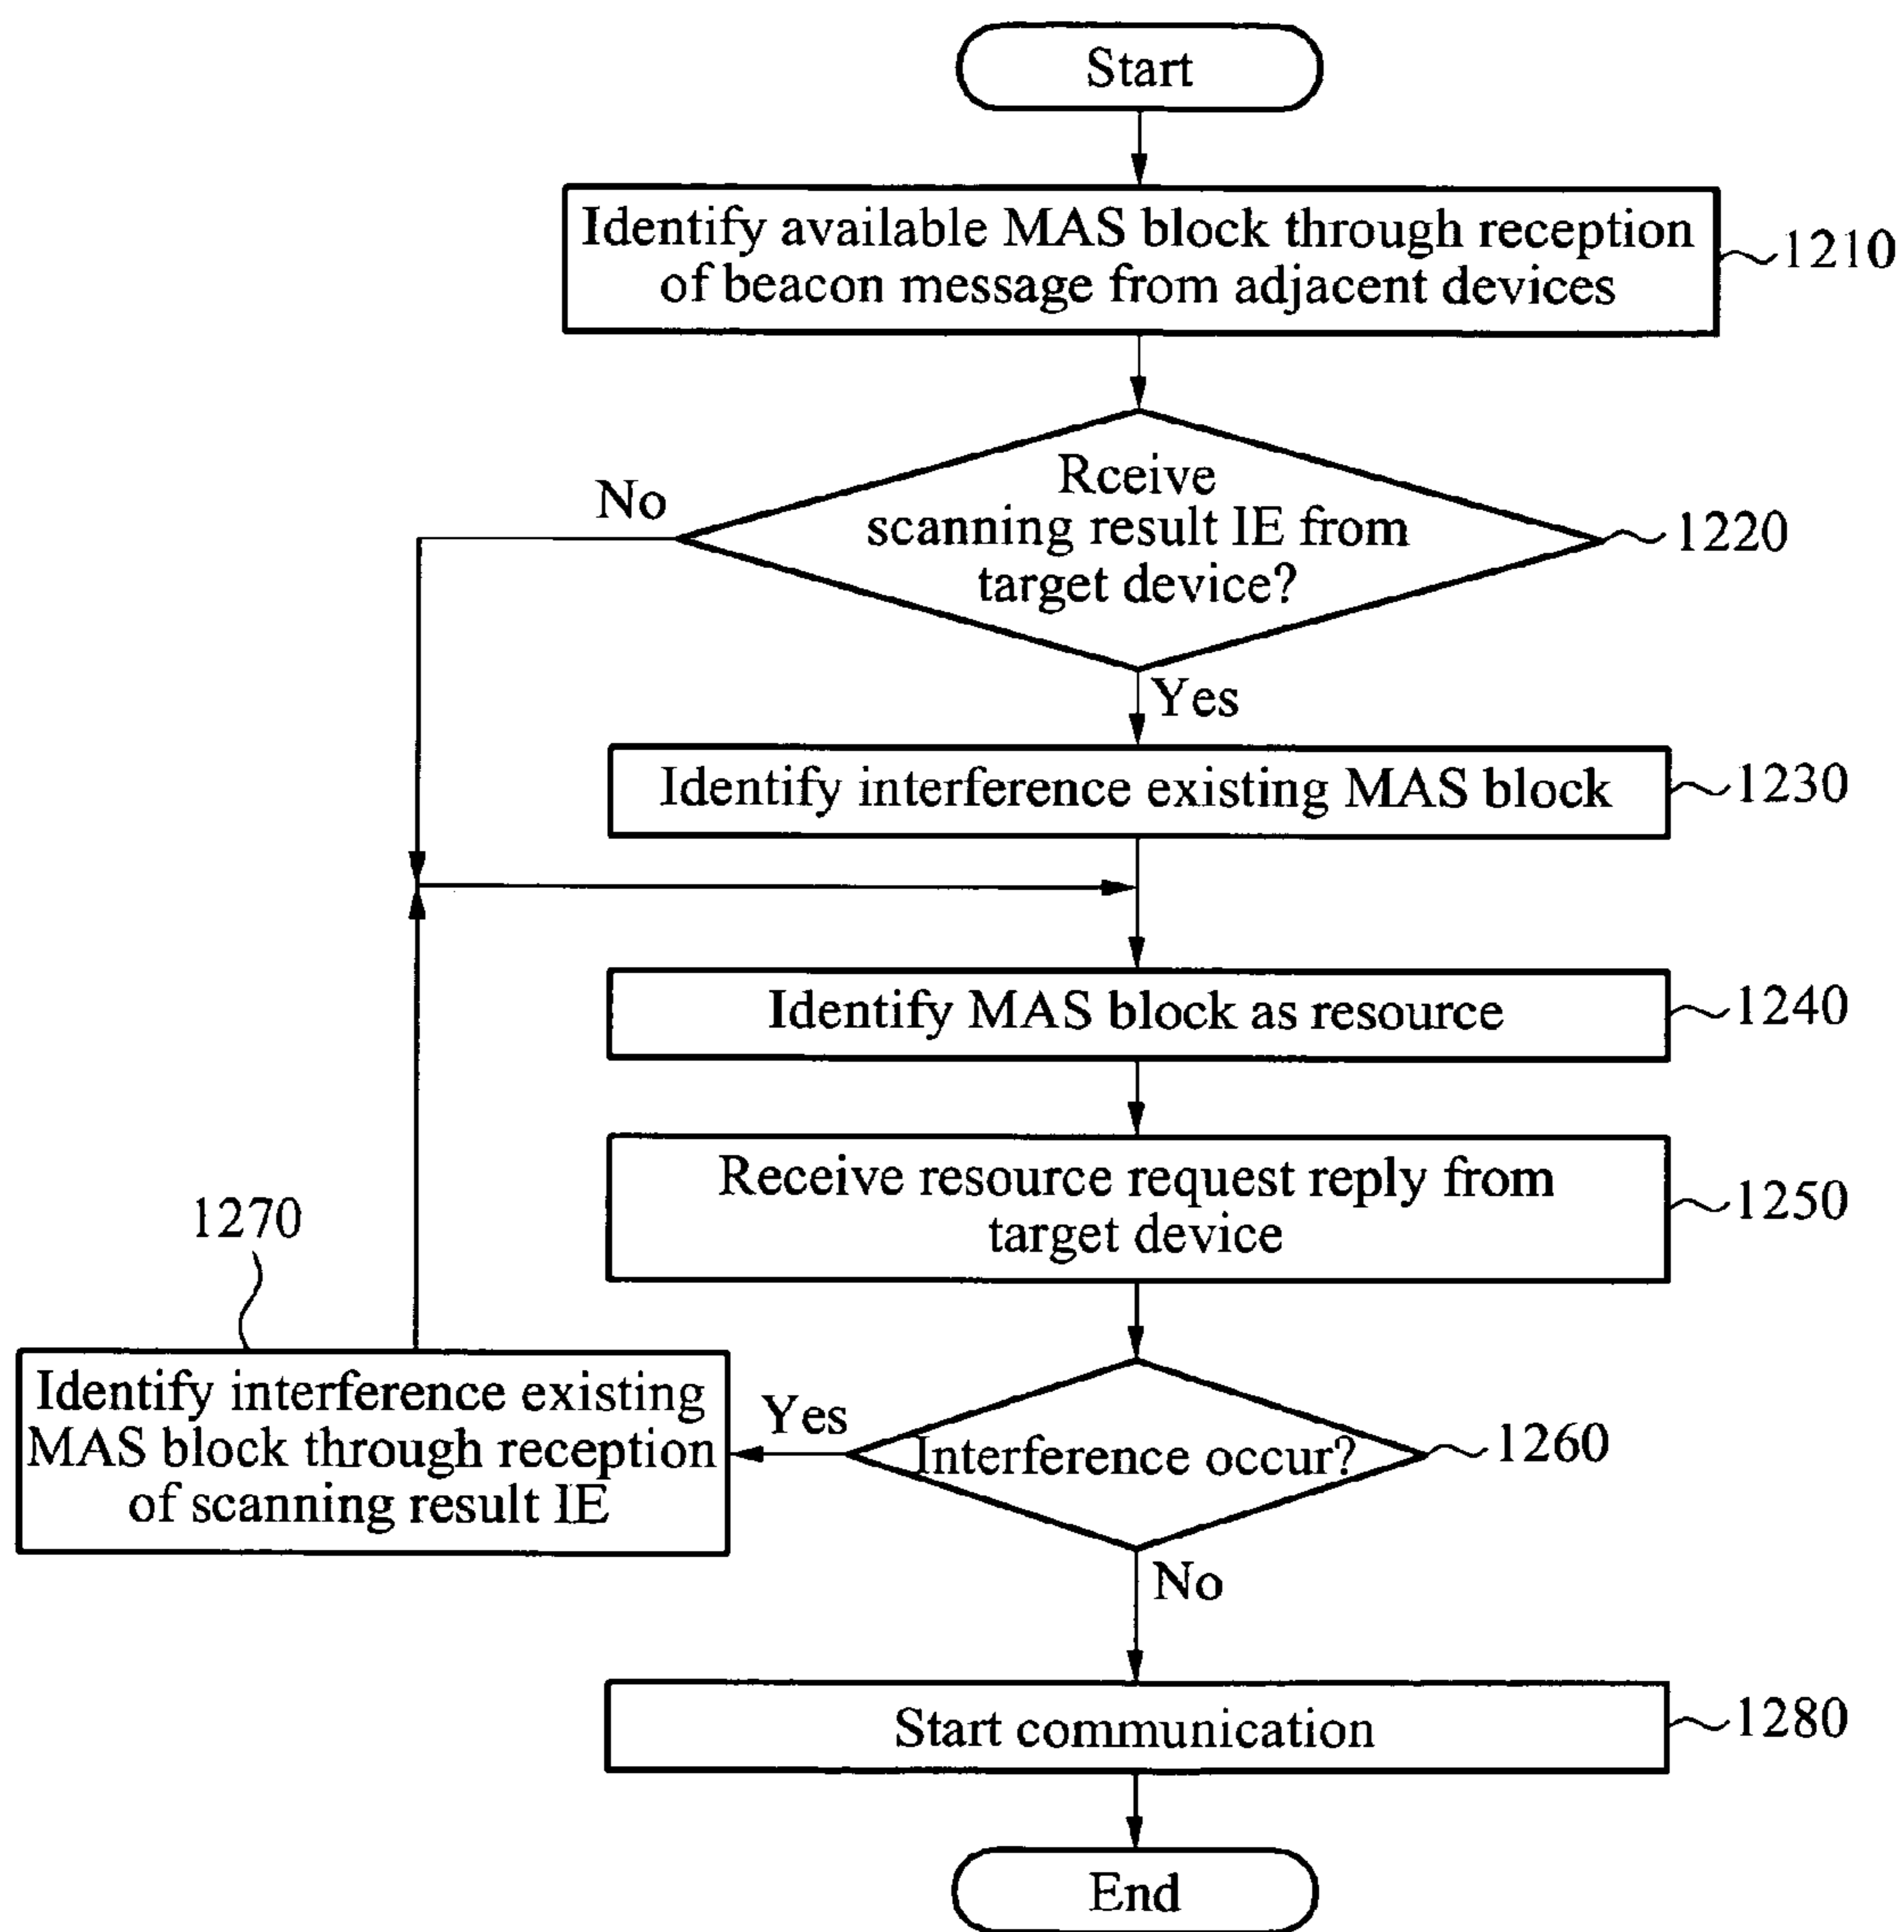 Start
Identify available MAS block through reception
of beacon message from adjacent devices
1210
Rceive
scanning result IE from
target device?
1220
No
Yes
Identify interference existing MAS block
1230
Identify MAS block as resource
1240
Receive resource request reply from
target device
1250
1270
Identify interference existing
MAS block through reception
of scanning result IE
Yes
Interference occur?
1260
No
Start communication
1280
End